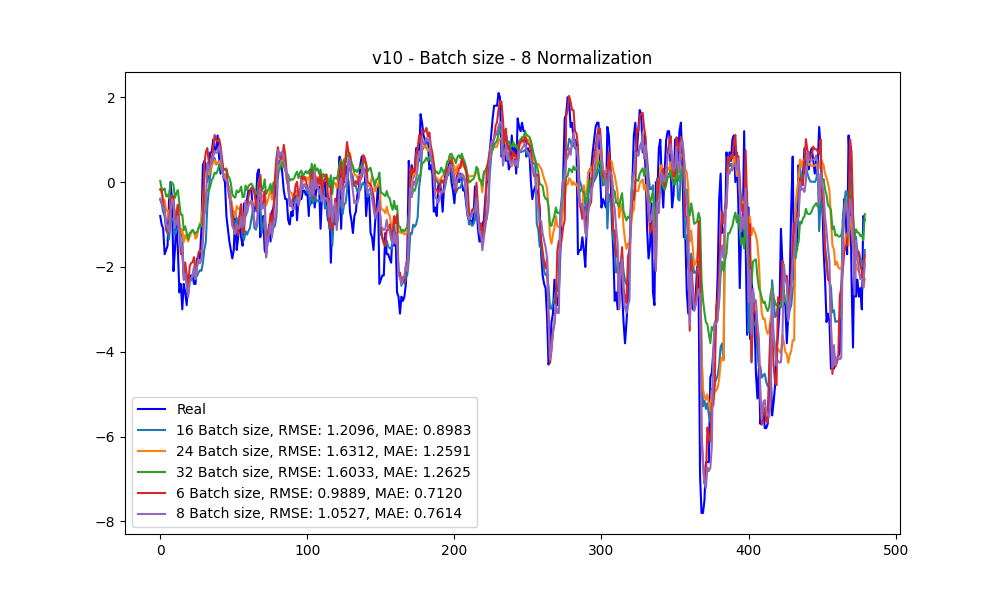 v10 - Batch size - 8 Normalization
2
0
−2
−4
−6
−8
Real
16 Batch size, RMSE: 1.2096, MAE: 0.8983
24 Batch size, RMSE: 1.6312, MAE: 1.2591
32 Batch size, RMSE: 1.6033, MAE: 1.2625
6 Batch size, RMSE: 0.9889, MAE: 0.7120
8 Batch size, RMSE: 1.0527, MAE: 0.7614
0 100 200 300 400 500